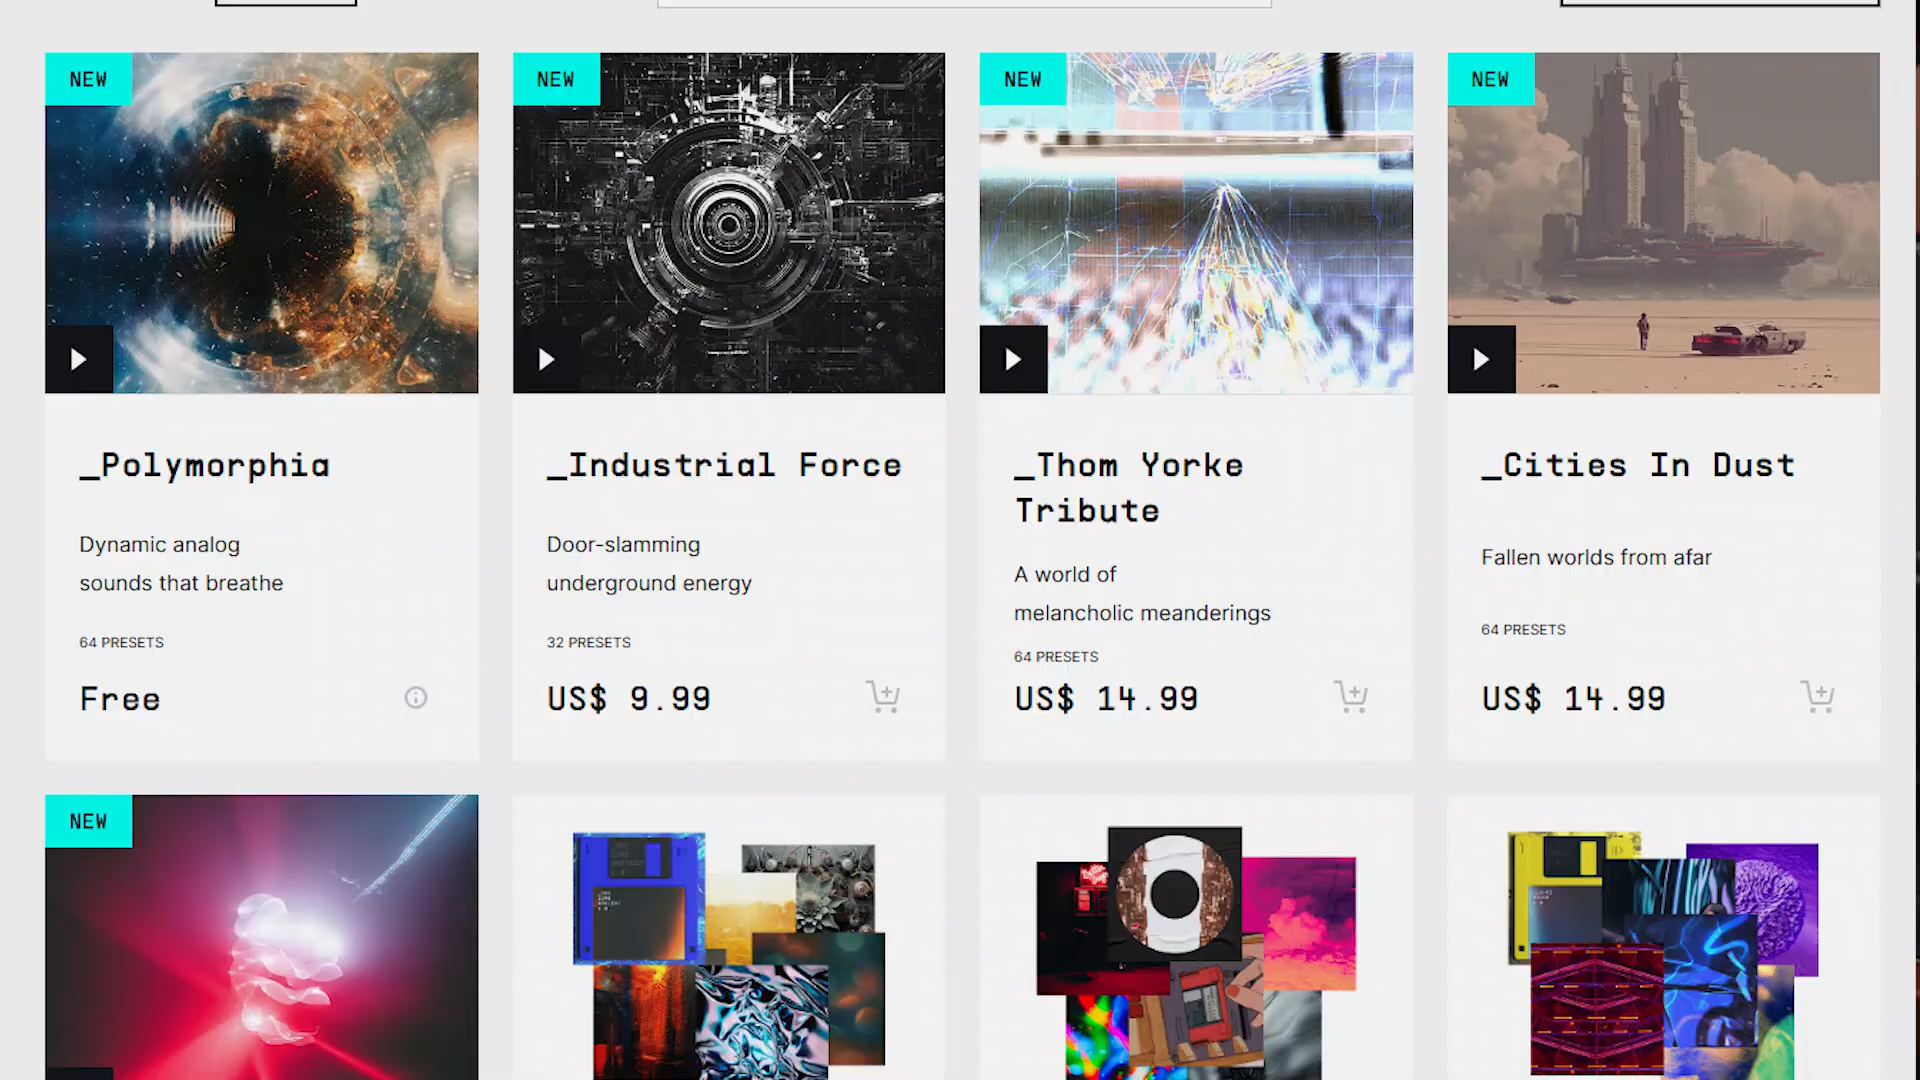 NEW
NEW
NEW
NEW
_Polymorphia
Dynamic analog
sounds that breathe
64 PRESETS
Free
_Industrial Force
Door-slamming
underground energy
32 PRESETS
US$ 9.99
_Thom Yorke
Tribute
A world of
melancholic meanderings
64 PRESETS
US$ 14.99
_Cities In Dust
Fallen worlds from afar
64 PRESETS
US$ 14.99
NEW